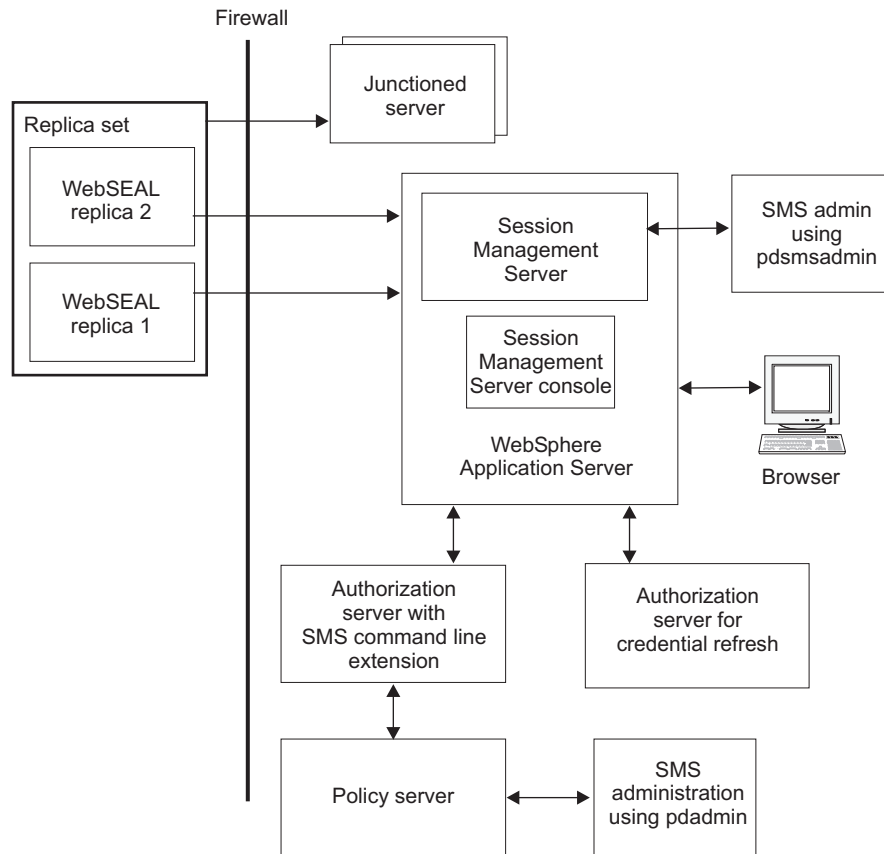 Firewall
Junctioned
server
Replica set
WebSEAL
replica 2
WebSEAL
replica 1
Session
Management
Server
SMS admin
using
pdsmsadmin
Session
Management
Server console
WebSphere
Application Server
Browser
Authorization
server with
SMS command line
extension
Authorization
server for
credential refresh
Policy server
SMS
administration
using pdadmin